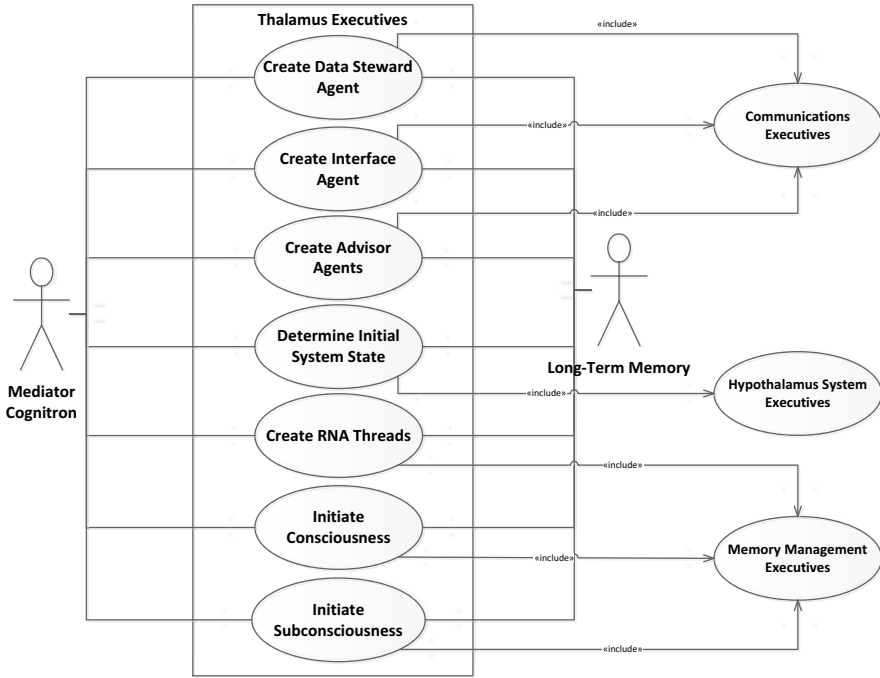 Thalamus Executives
«include»
Create Data Steward
Agent
Communications
Executives
«include»
Create Interface
Agent
«include»
Create Advisor
Agents
Determine Initial
System State
Long-Term Memory
Mediator
Cognitron
Hypothalamus System
Executives
«include»
Create RNA Threads
«include»
Initiate
Consciousness
«include»
Memory Management
Executives
Initiate
Subconsciousness
«include»